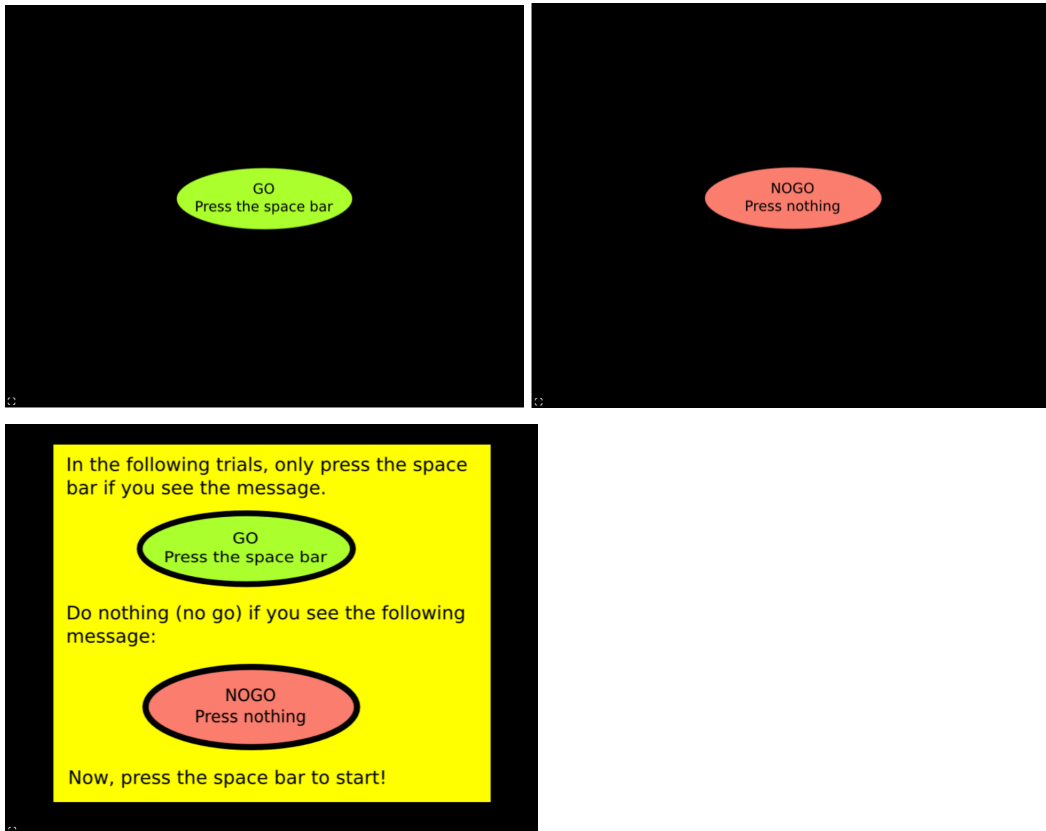 GO
Press the space bar
NOGO
Press nothing
In the following trials, only press the space
bar if you see the message.
GO
Press the space bar
Do nothing (no go) if you see the following
message:
NOGO
Press nothing
Now, press the space bar to start!